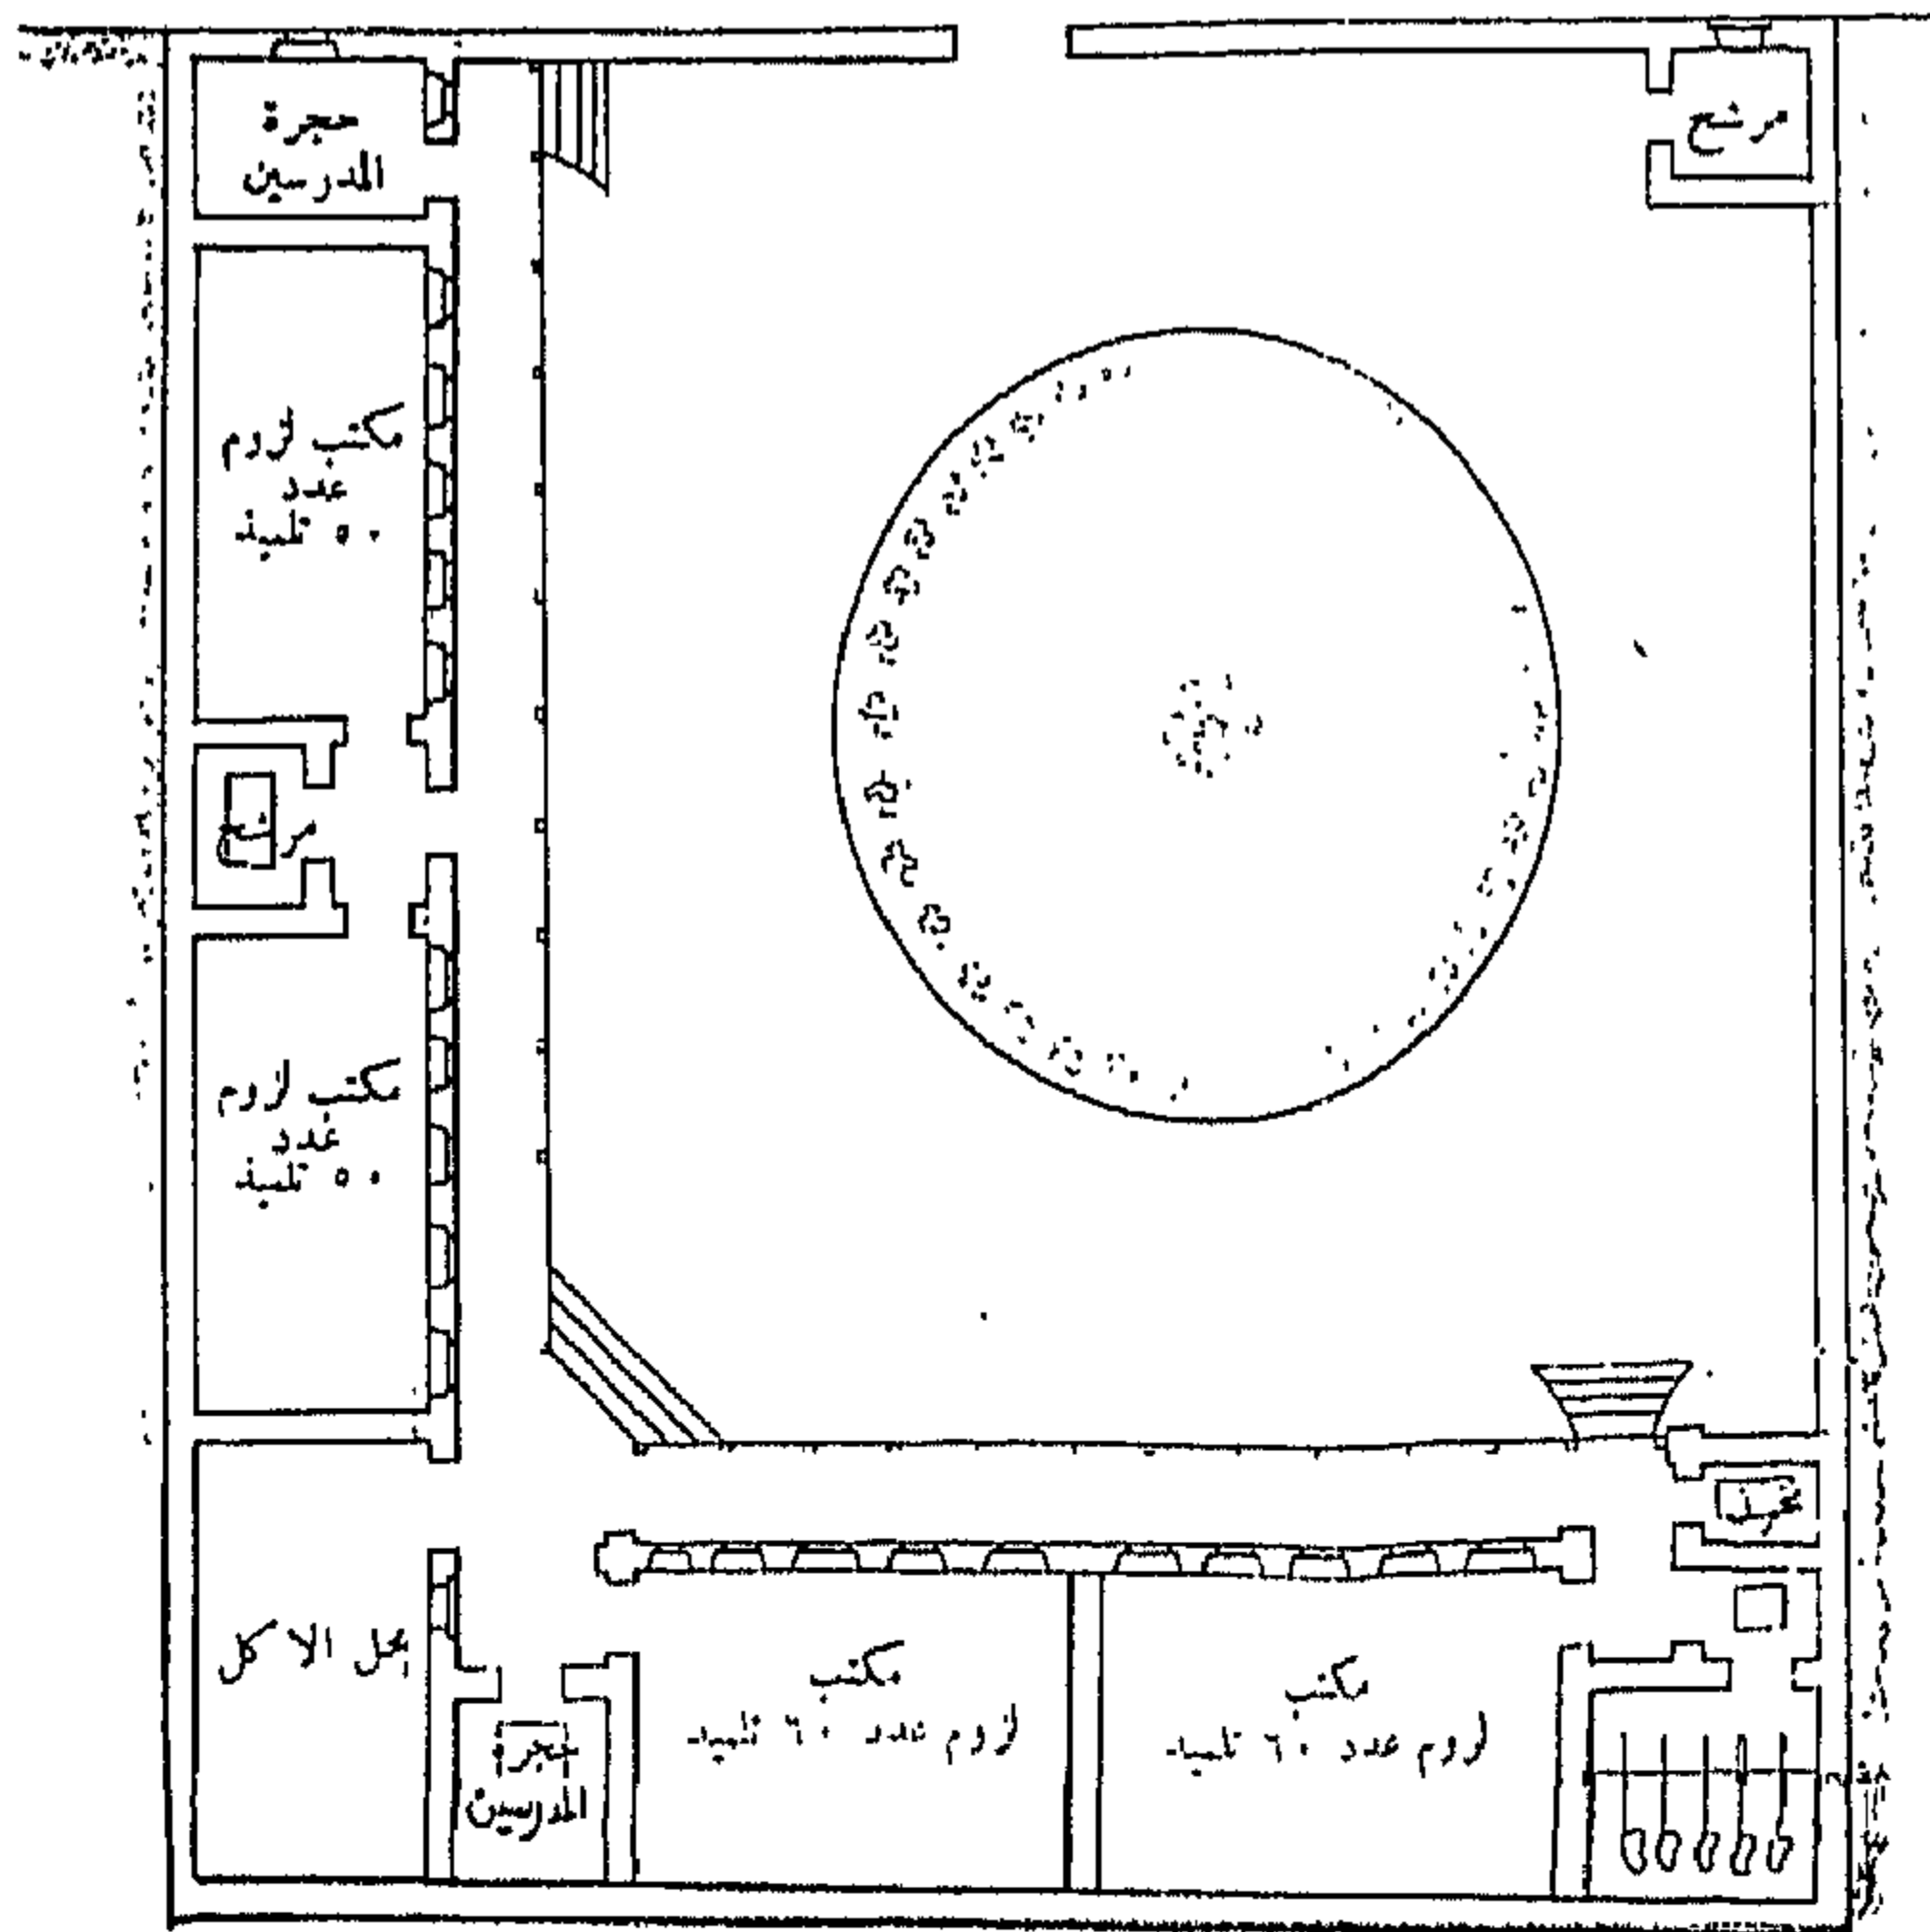 حجرة
المدرسين
مرشح
مكتب لزوم
عدد
٥٠ تلميذ
مرشح
مكتب لزوم
عدد
٥٠ تلميذ
محل الاكل
حجرة
المدرسين
مكتب
لزوم عدد ٦٠ تلميذ
مكتب
لزوم عدد ٦٠ تلميذ